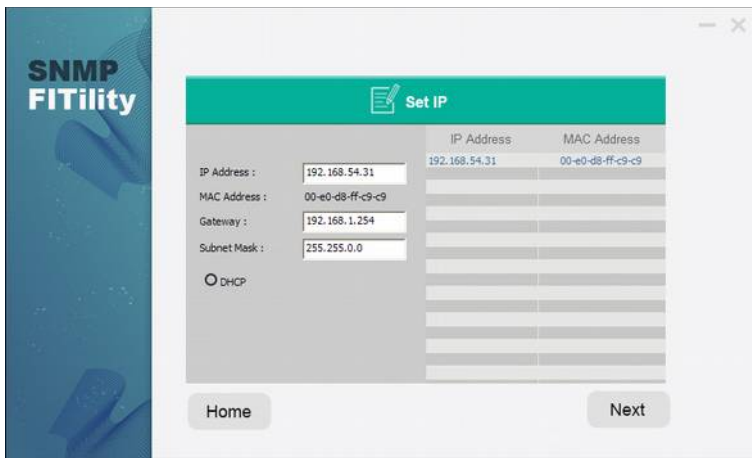 SNMP
FITility
Set IP
IP Address MAC Address
192.168.54.31 00-e0-d8-ff-c9-c9
IP Address : 192.168.54.31
MAC Address : 00-e0-d8-ff-c9-c9
Gateway : 192.168.1.254
Subnet Mask : 255.255.0.0
DHCP
Home
Next